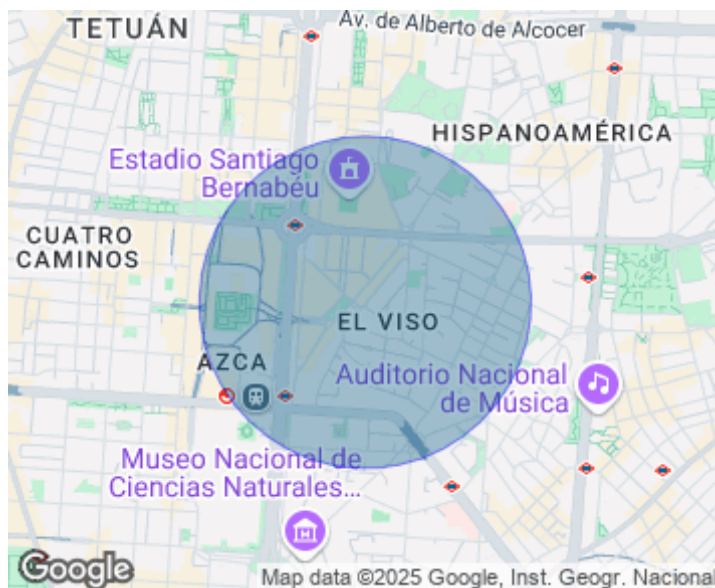 TETUÁN
Av. de Alberto de Alcocer
HISPANOAMÉRICA
Estadio Santiago
Bernabéu
CUATRO
CAMINOS
EL VISO
AZCA
Auditorio Nacional
de Música
Museo Nacional de
Ciencias Naturales...
Google
Map data ©2025 Google, Inst. Geogr. Nacional